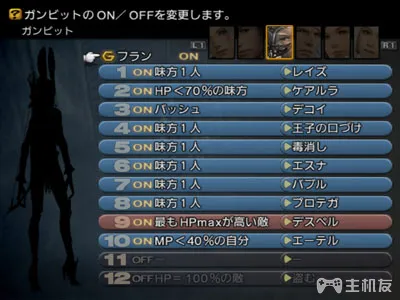 ガンビットのON／OFFを変更します。
ガンビット
L1
R1
G フラン ON
1 ON 味方1人 レイズ
2 ON HP＜70%の味方 ケアルラ
3 ON バッシュ デコイ
4 ON 味方1人 王子の口づけ
5 ON 味方1人 毒消し
6 ON 味方1人 エスナ
7 ON 味方1人 バブル
8 ON 味方1人 プロテガ
9 ON 最もHPmaxが高い敵 デスペル
10 ON MP＜40%の自分 エーテル
11 OFF － －
12 OFF HP＝100%の敵 盗む
主机友